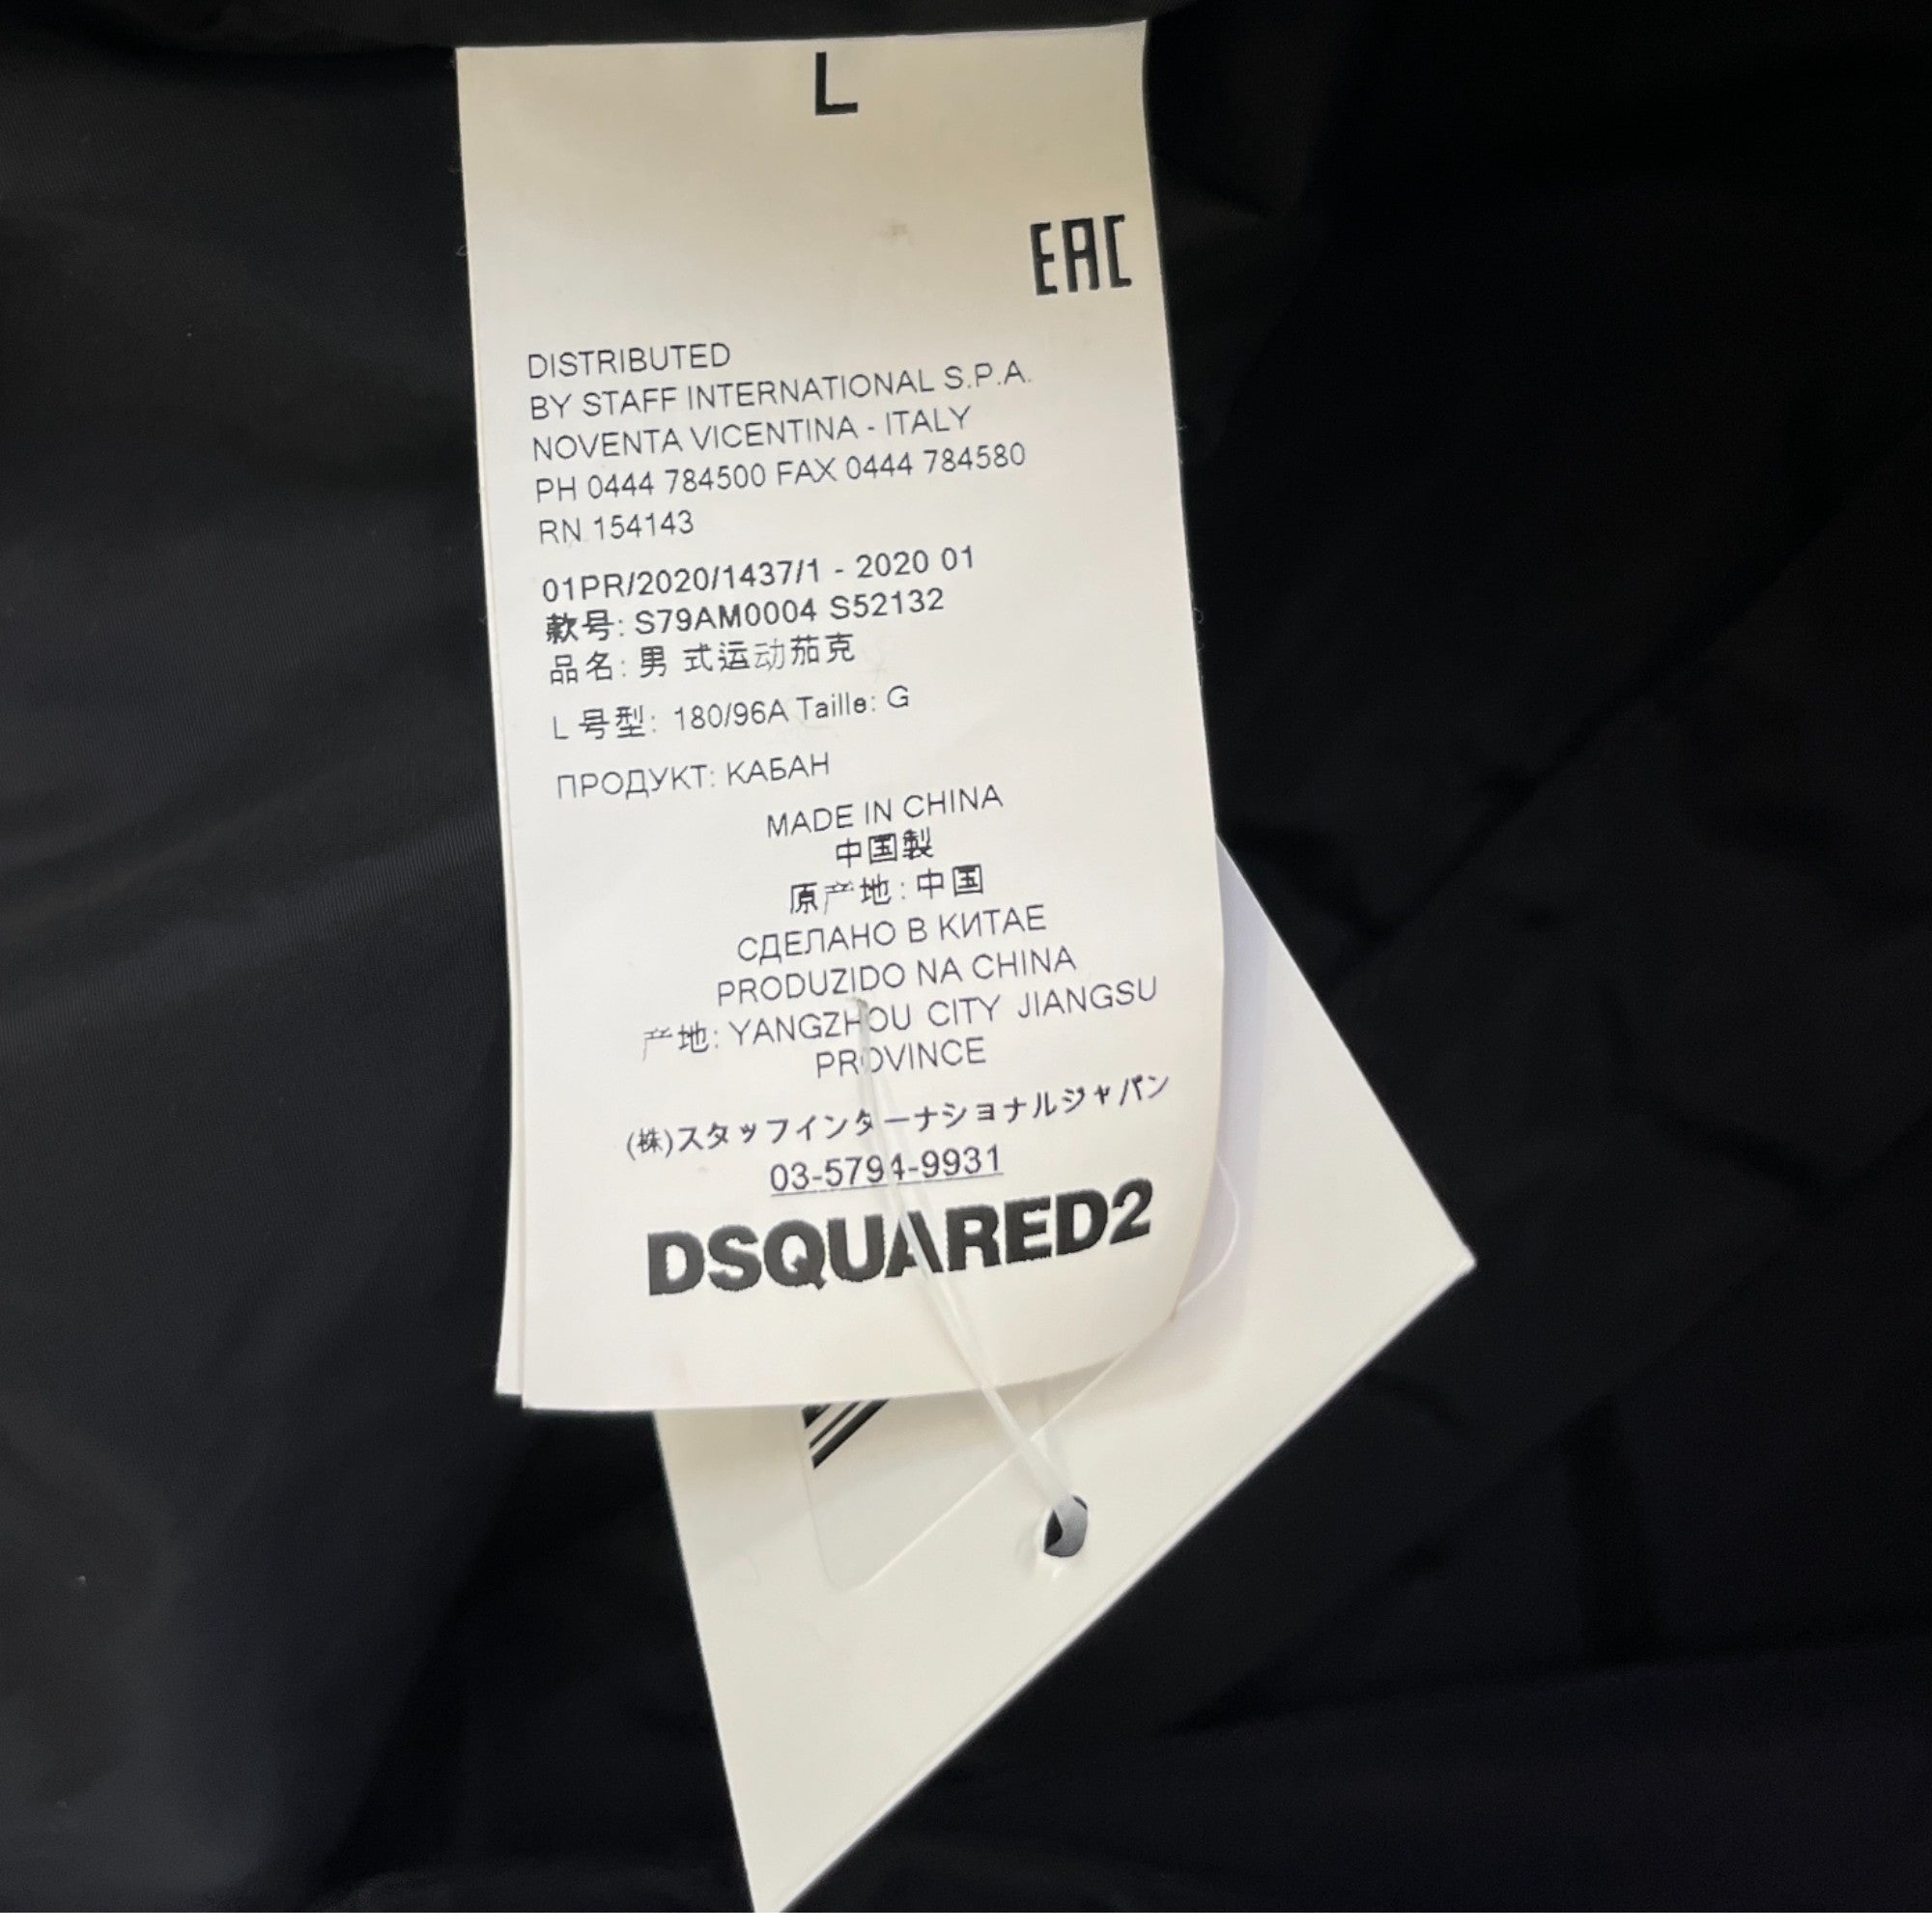 L
EAC
DISTRIBUTED
BY STAFF INTERNATIONAL S.P.A.
NOVENTA VICENTINA - ITALY
PH 0444 784500 FAX 0444 784580
RN 154143
01PR/2020/1437/1 - 2020 01
款号: S79AM0004 S52132
品名: 男 式运动茄克
L 号型: 180/96A Taille: G
ПРОДУКТ: КАБАН
MADE IN CHINA
中国製
原产地: 中国
СДЕЛАНО В КИТАЕ
PRODUZIDO NA CHINA
产地: YANGZHOU CITY JIANGSU
PROVINCE
(株)スタッフインターナショナルジャパン
03-5794-9931
DSQUARED2